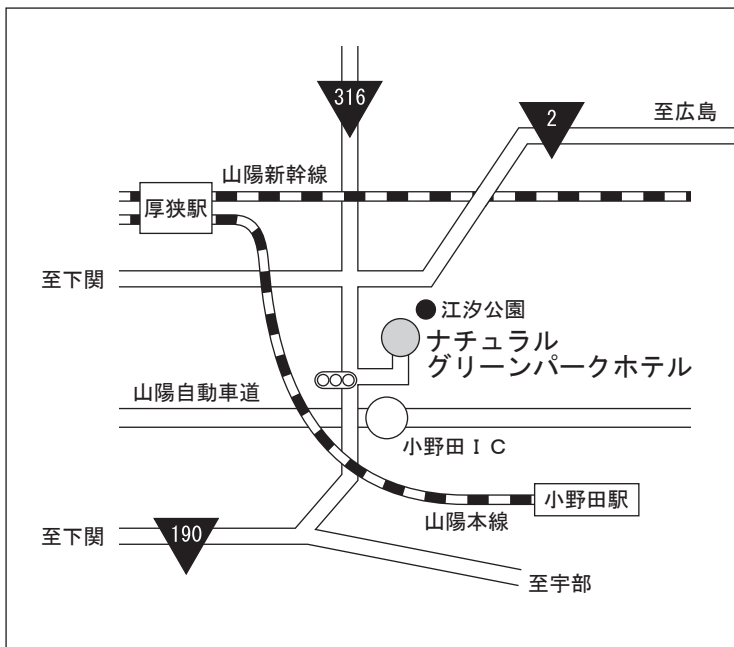 316
2
至広島
山陽新幹線
厚狭駅
至下関
江汐公園
ナチュラル
グリーンパークホテル
山陽自動車道
小野田ＩＣ
小野田駅
山陽本線
至下関
190
至宇部